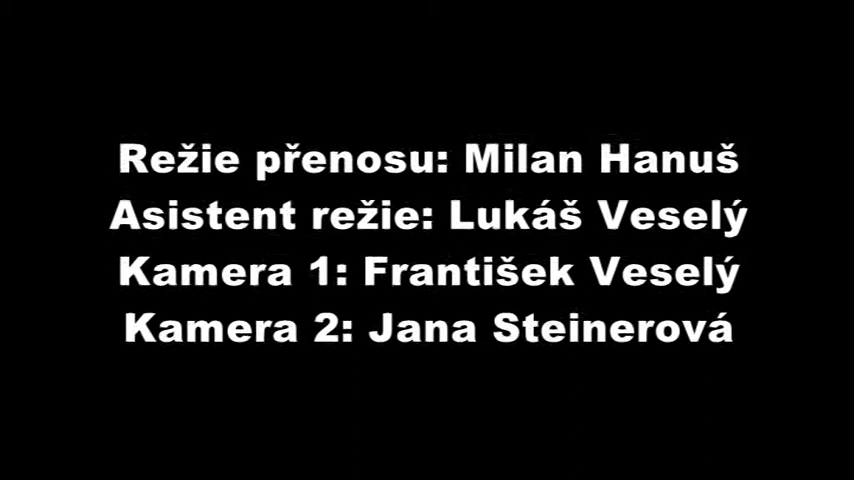 Režie přenosu: Milan Hanuš
Asistent režie: Lukáš Veselý
Kamera 1: František Veselý
Kamera 2: Jana Steinerová